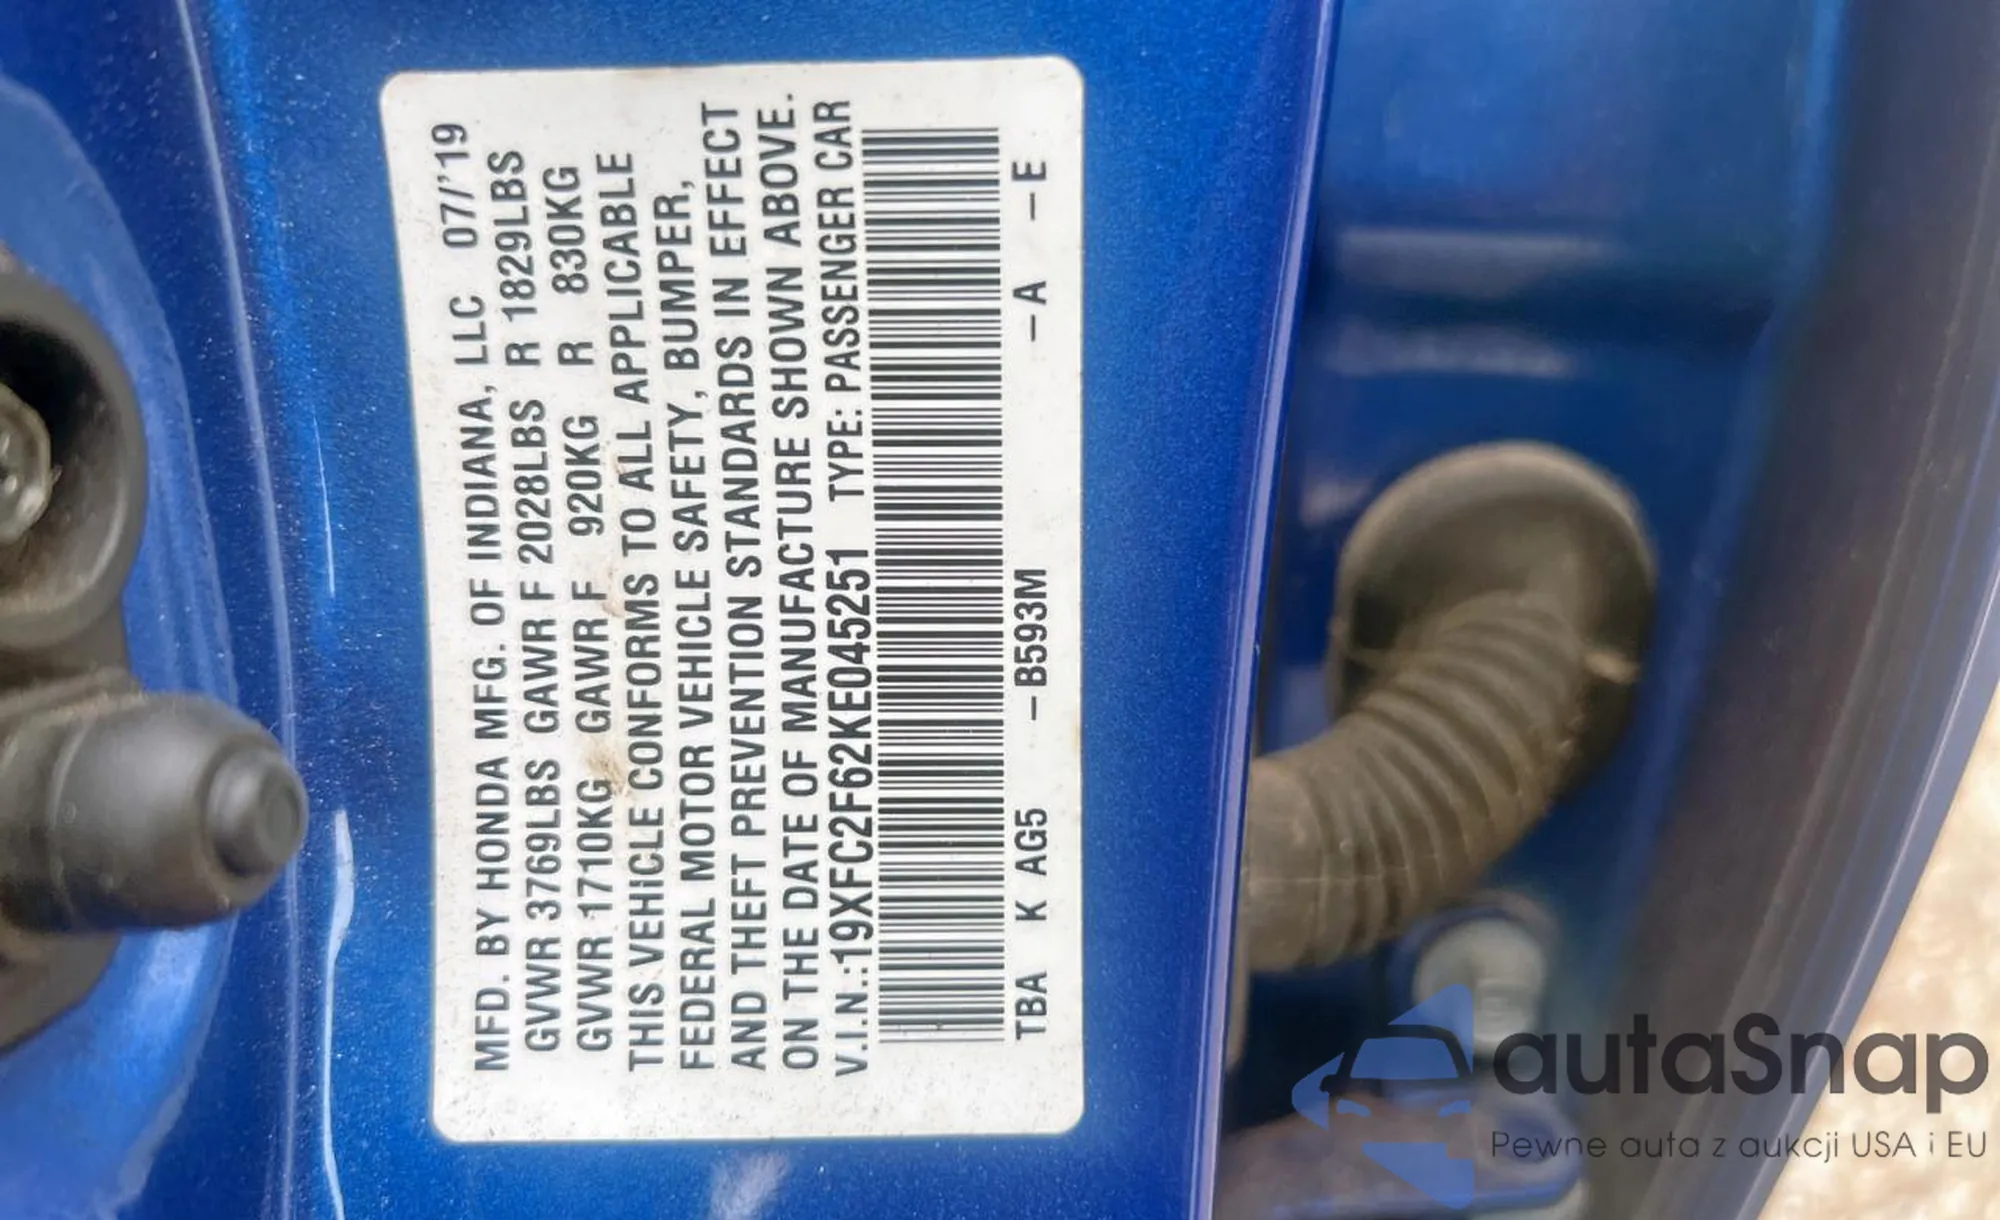 MFD. BY HONDA MFG. OF INDIANA, LLC 07/'19
GVWR 3769LBS GAWR F 2028LBS R 1829LBS
GVWR 1710KG GAWR F 920KG R 830KG
THIS VEHICLE CONFORMS TO ALL APPLICABLE
FEDERAL MOTOR VEHICLE SAFETY, BUMPER,
AND THEFT PREVENTION STANDARDS IN EFFECT
ON THE DATE OF MANUFACTURE SHOWN ABOVE.
V.I.N.:19XFC2F62KE045251 TYPE: PASSENGER CAR
TBA K AG5 –B593M –A –E
autaSnap
Pewne auta z aukcji USA i EU